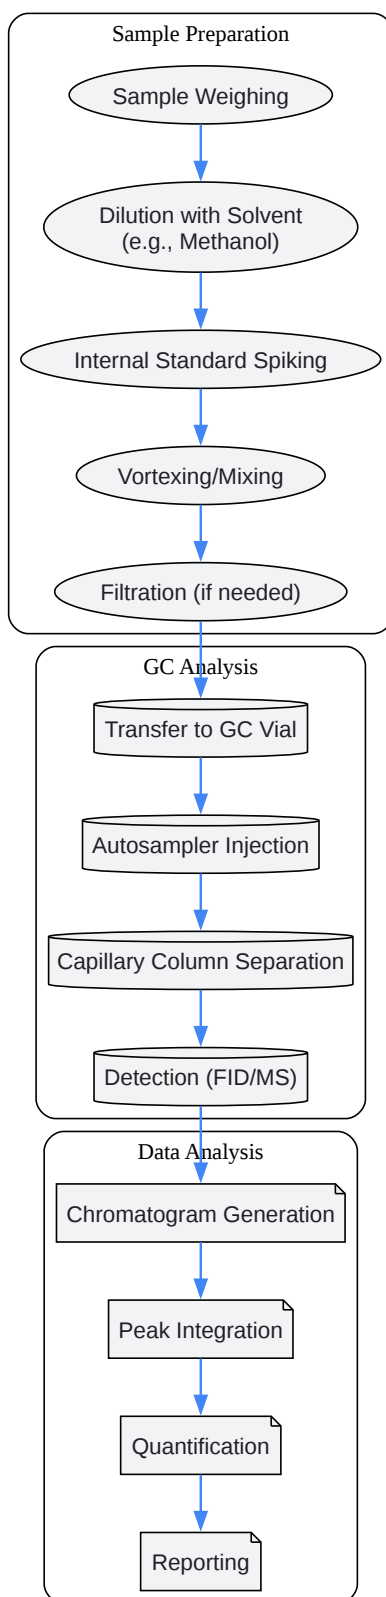 Sample Preparation
Sample Weighing
Dilution with Solvent
(e.g., Methanol)
Internal Standard Spiking
Vortexing/Mixing
Filtration (if needed)
GC Analysis
Transfer to GC Vial
Autosampler Injection
Capillary Column Separation
Detection (FID/MS)
Data Analysis
Chromatogram Generation
Peak Integration
Quantification
Reporting